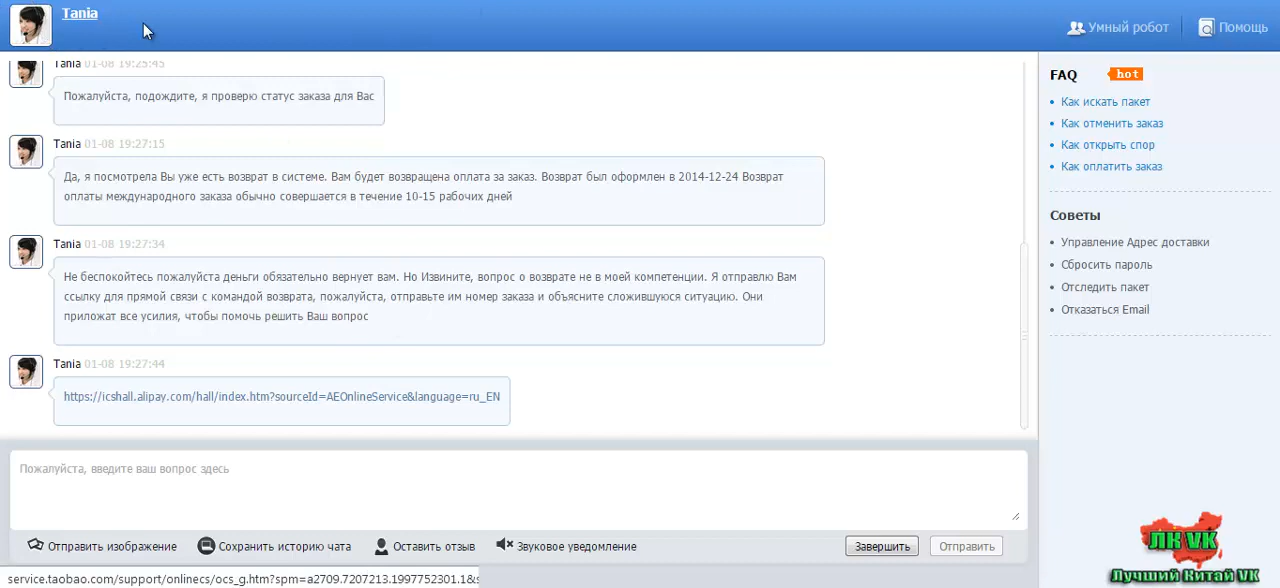 Tania
Умный робот
Помощь
Tania 01-08 19:25:45
Пожалуйста, подождите, я проверю статус заказа для Вас
Tania 01-08 19:27:15
Да, я посмотрела Вы уже есть возврат в системе. Вам будет возвращена оплата за заказ. Возврат был оформлен в 2014-12-24 Возврат
оплаты международного заказа обычно совершается в течение 10-15 рабочих дней
Tania 01-08 19:27:34
Не беспокойтесь пожалуйста деньги обязательно вернует вам. Но Извините, вопрос о возврате не в моей компетенции. Я отправлю Вам
ссылку для прямой связи с командой возврата, пожалуйста, отправьте им номер заказа и объясните сложившуюся ситуацию. Они
приложат все усилия, чтобы помочь решить Ваш вопрос
Tania 01-08 19:27:44
https://icshall.alipay.com/hall/index.htm?sourceId=AEOnlineService&language=ru_EN
Пожалуйста, введите ваш вопрос здесь
Отправить изображение
Сохранить историю чата
Оставить отзыв
Звуковое уведомление
Завершить
Отправить
service.taobao.com/support/onlinecs/ocs_g.htm?spm=a2709.7207213.1997752301.1&s
FAQ
hot
Как искать пакет
Как отменить заказ
Как открыть спор
Как оплатить заказ
Советы
Управление Адрес доставки
Сбросить пароль
Отследить пакет
Отказаться Email
ЛК VK
Лучший Китай VK